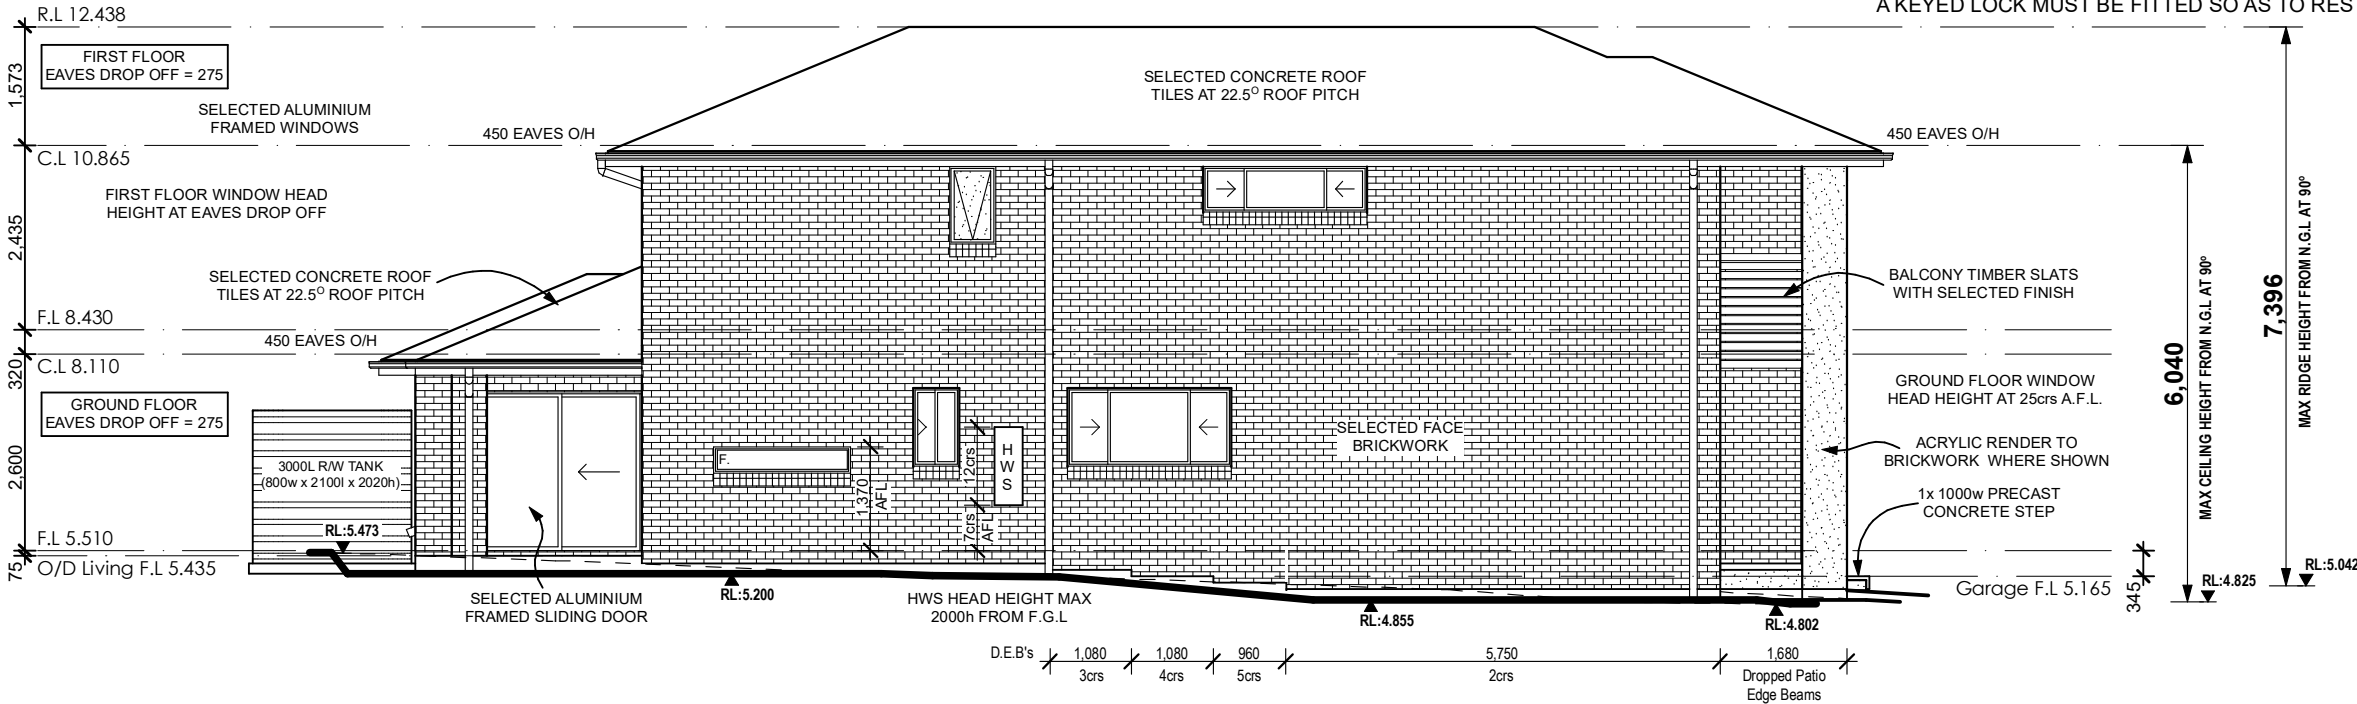 A KEYED LOCK MUST BE FITTED SO AS TO RES
R.L 12.438
FIRST FLOOR
EAVES DROP OFF = 275
1,573
SELECTED ALUMINIUM
FRAMED WINDOWS
SELECTED CONCRETE ROOF
TILES AT 22.5O ROOF PITCH
450 EAVES O/H
450 EAVES O/H
C.L 10.865
FIRST FLOOR WINDOW HEAD
HEIGHT AT EAVES DROP OFF
2,435
SELECTED CONCRETE ROOF
TILES AT 22.5O ROOF PITCH
BALCONY TIMBER SLATS
WITH SELECTED FINISH
F.L 8.430
450 EAVES O/H
320
C.L 8.110
GROUND FLOOR
EAVES DROP OFF = 275
GROUND FLOOR WINDOW
HEAD HEIGHT AT 25crs A.F.L.
6,040
MAX CEILING HEIGHT FROM N.G.L AT 90º
7,396
MAX RIDGE HEIGHT FROM N.G.L AT 90º
SELECTED FACE
BRICKWORK
ACRYLIC RENDER TO
BRICKWORK WHERE SHOWN
2,600
3000L R/W TANK
(800w x 2100l x 2020h)
F.
1,370
AFL
12crs
7crs
AFL
H
W
S
1x 1000w PRECAST
CONCRETE STEP
F.L 5.510
RL:5.473
75
O/D Living F.L 5.435
RL:5.042
RL:4.825
Garage F.L 5.165
345
SELECTED ALUMINIUM
FRAMED SLIDING DOOR
RL:5.200
HWS HEAD HEIGHT MAX
2000h FROM F.G.L
RL:4.855
RL:4.802
D.E.B's
1,080
3crs
1,080
4crs
960
5crs
5,750
2crs
1,680
Dropped Patio
Edge Beams